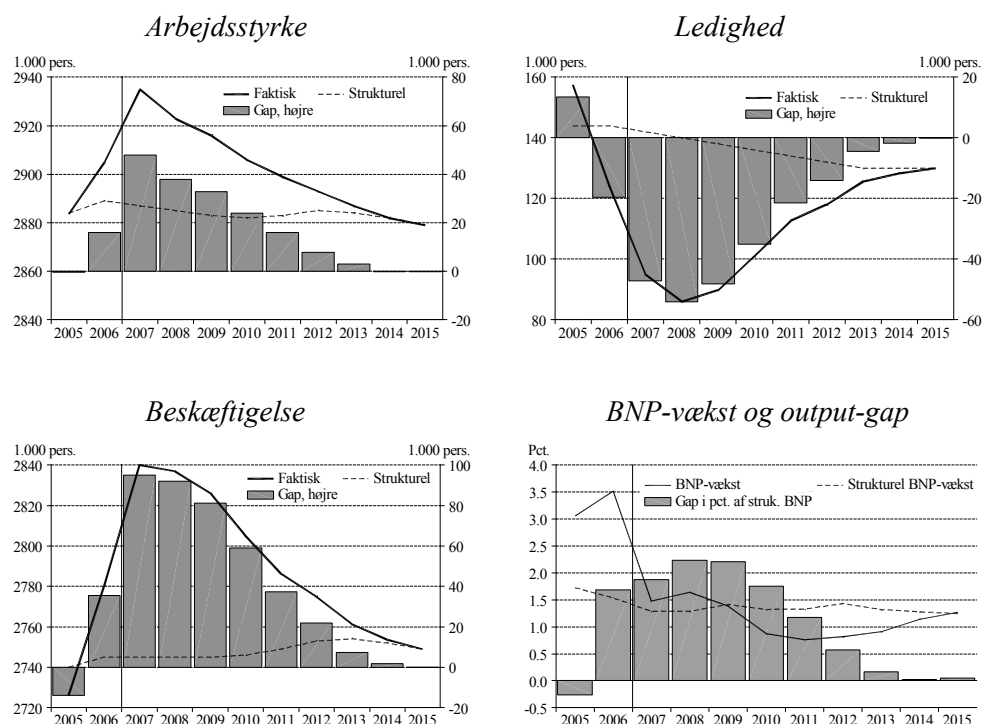 Arbejdsstyrke
1.000 pers. 1.000 pers.
2940 80
Faktisk Strukturel
Gap, højre
2920 60
2900 40
2880 20
2860 0
2840 -20
2005 2006 2007 2008 2009 2010 2011 2012 2013 2014 2015
Ledighed
1.000 pers. 1.000 pers.
160 20
Faktisk Strukturel
Gap, højre
140 0
120 -20
100 -40
80 -60
2005 2006 2007 2008 2009 2010 2011 2012 2013 2014 2015
Beskæftigelse
1.000 pers. 1.000 pers.
2840 100
Faktisk Strukturel
Gap, højre
2820 80
2800 60
2780 40
2760 20
2740 0
2720 -20
2005 2006 2007 2008 2009 2010 2011 2012 2013 2014 2015
BNP-vækst og output-gap
Pct.
4.0
BNP-vækst Strukturel BNP-vækst
3.5
Gap i pct. af struk. BNP
3.0
2.5
2.0
1.5
1.0
0.5
0.0
-0.5
2005 2006 2007 2008 2009 2010 2011 2012 2013 2014 2015